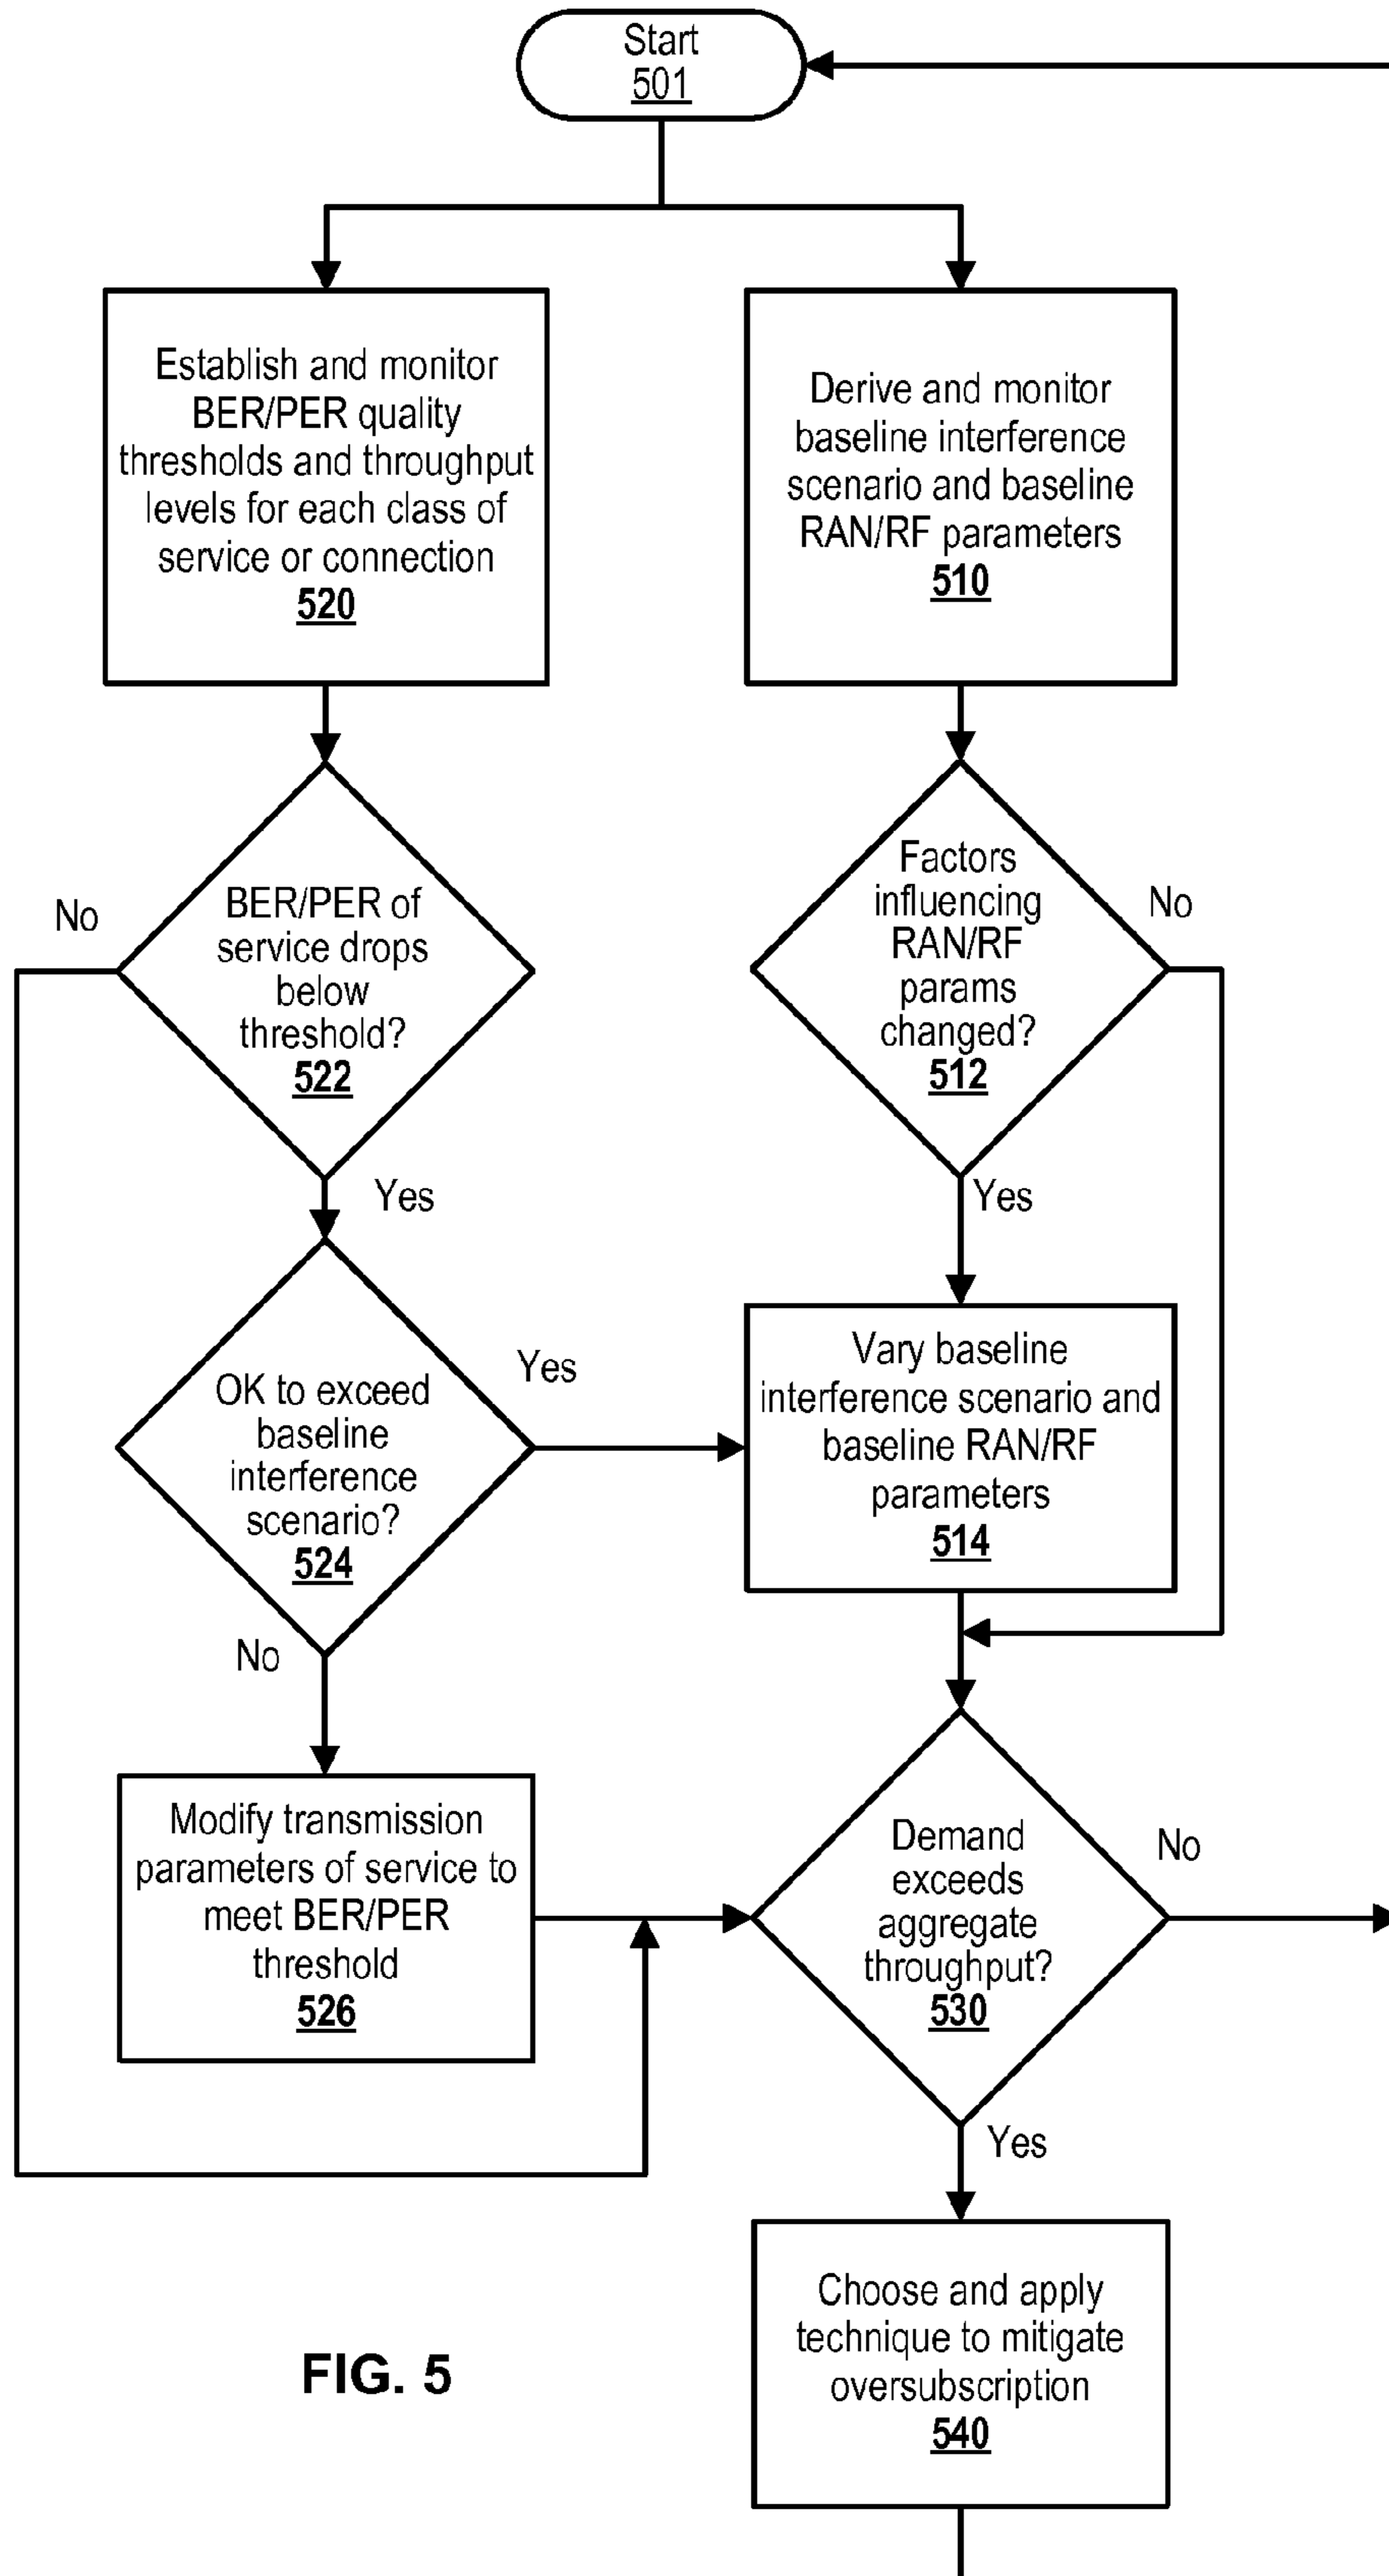 Start
501
Establish and monitor
BER/PER quality
thresholds and throughput
levels for each class of
service or connection
520
Derive and monitor
baseline interference
scenario and baseline
RAN/RF parameters
510
No
BER/PER of
service drops
below
threshold?
522
Yes
Factors
influencing
RAN/RF
params
changed?
512
No
Yes
OK to exceed
baseline
interference
scenario?
524
Yes
No
Vary baseline
interference scenario and
baseline RAN/RF
parameters
514
Modify transmission
parameters of service to
meet BER/PER
threshold
526
Demand
exceeds
aggregate
throughput?
530
No
Yes
Choose and apply
technique to mitigate
oversubscription
540
FIG. 5